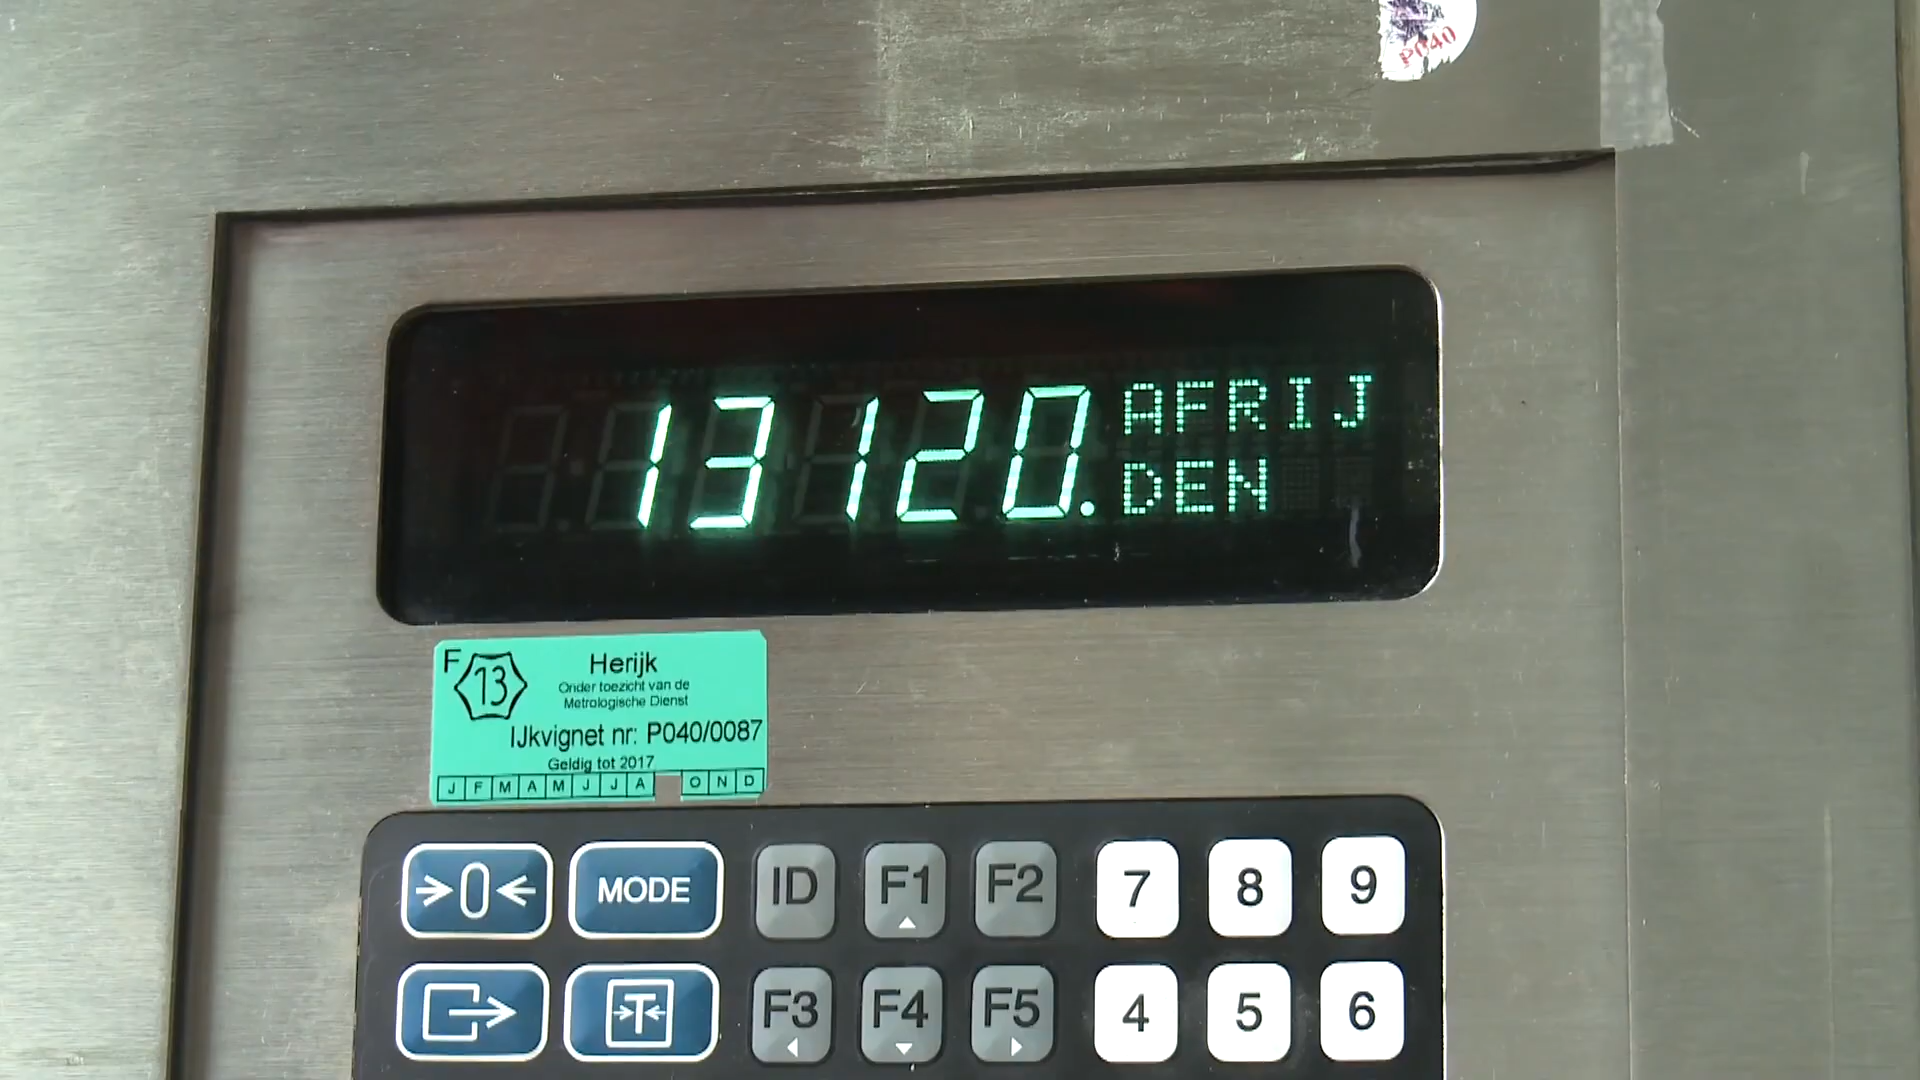 P040
13120. AFRIJ
DEN
F 13 Herijk
Onder toezicht van de
Metrologische Dienst
IJkvignet nr: P040/0087
Geldig tot 2017
J F M A M J J A O N D
>0< MODE ID F1 F2 7 8 9
T F3 F4 F5 4 5 6